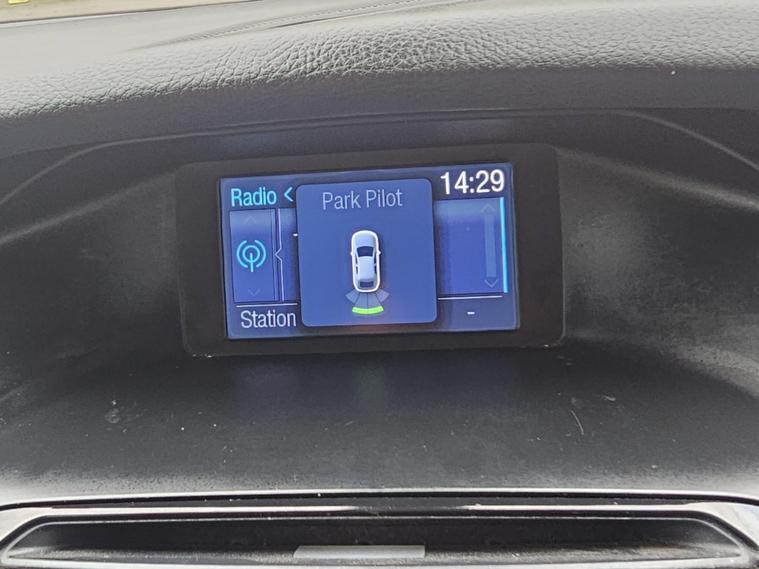 Radio <
14:29
Park Pilot
Station
-